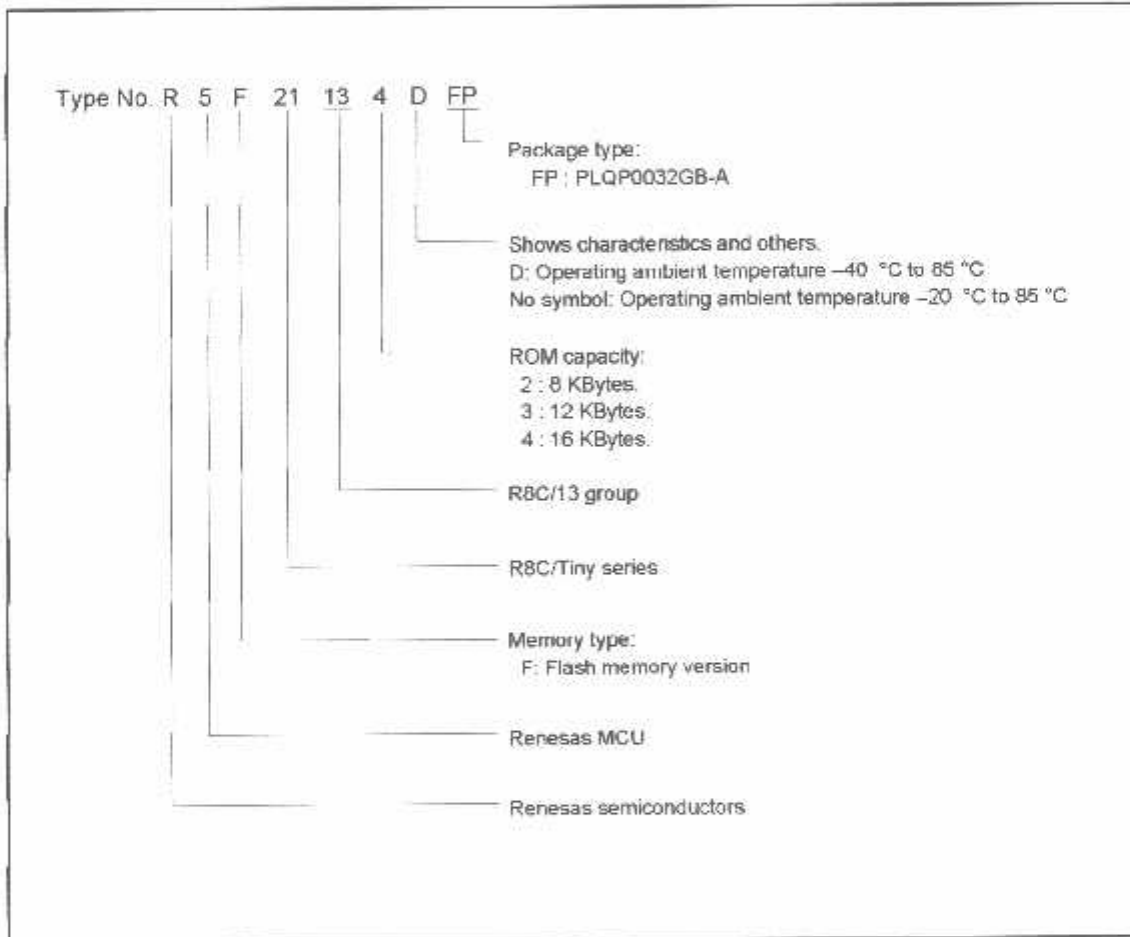 Type No. R 5 F 21 13 4 D FP
Package type:
FP : PLQP0032GB-A
Shows characteristics and others.
D: Operating ambient temperature –40 °C to 85 °C
No symbol: Operating ambient temperature –20 °C to 85 °C
ROM capacity:
2 : 8 KBytes.
3 : 12 KBytes.
4 : 16 KBytes.
R8C/13 group
R8C/Tiny series
Memory type:
F: Flash memory version
Renesas MCU
Renesas semiconductors